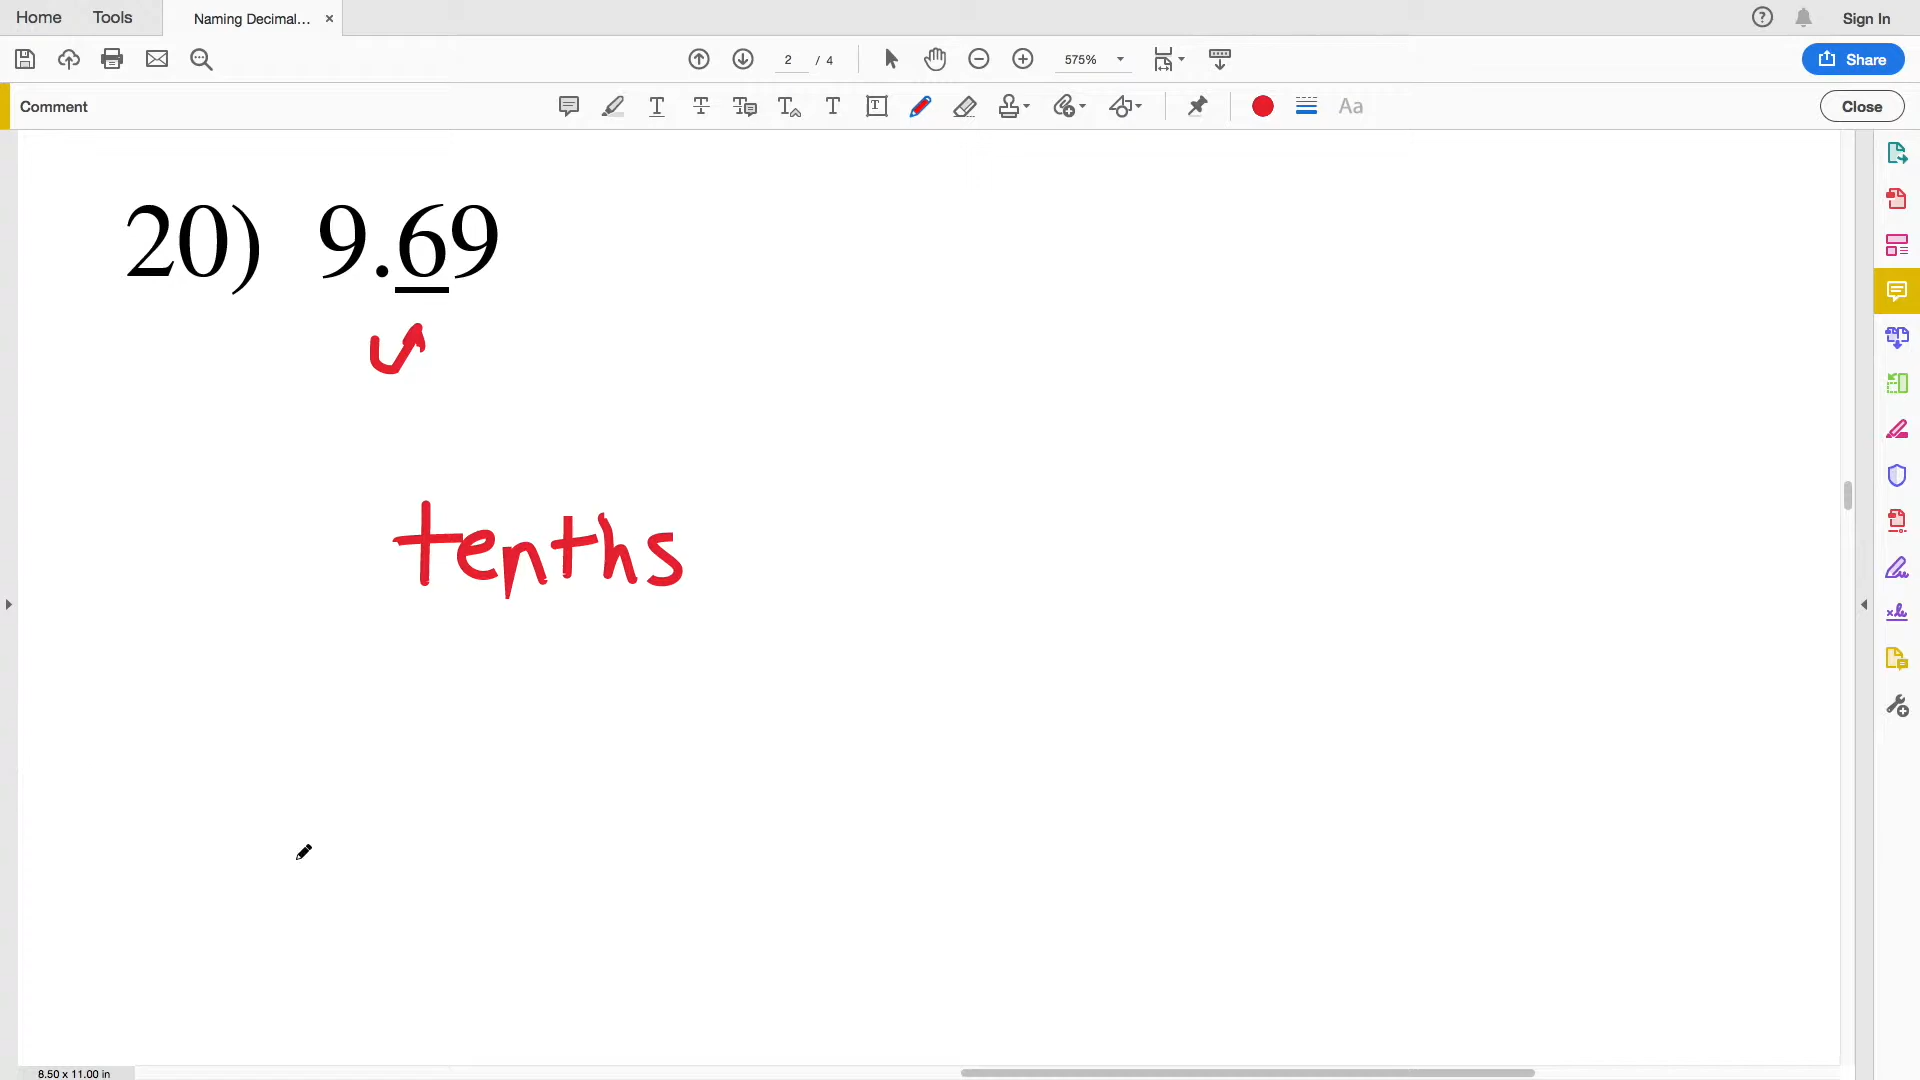 Home Tools Naming Decimal... × Sign In
2 / 4 575% Share
Comment Aa Close
20) 9.69
tenths
8.50 x 11.00 in